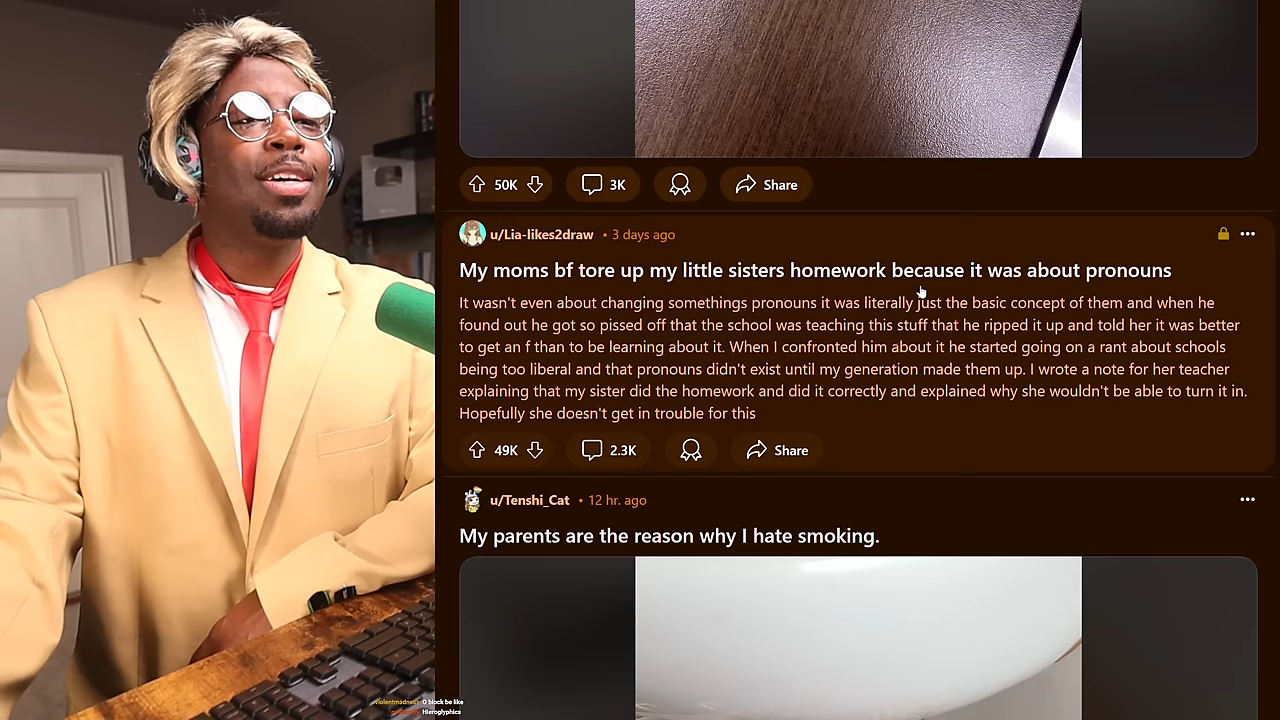 50K
3K
Share
u/Lia-likes2draw • 3 days ago
My moms bf tore up my little sisters homework because it was about pronouns
It wasn't even about changing somethings pronouns it was literally just the basic concept of them and when he
found out he got so pissed off that the school was teaching this stuff that he ripped it up and told her it was better
to get an f than to be learning about it. When I confronted him about it he started going on a rant about schools
being too liberal and that pronouns didn't exist until my generation made them up. I wrote a note for her teacher
explaining that my sister did the homework and did it correctly and explained why she wouldn't be able to turn it in.
Hopefully she doesn't get in trouble for this
49K
2.3K
Share
u/Tenshi_Cat • 12 hr. ago
My parents are the reason why I hate smoking.
O block be like
Hieroglyphics